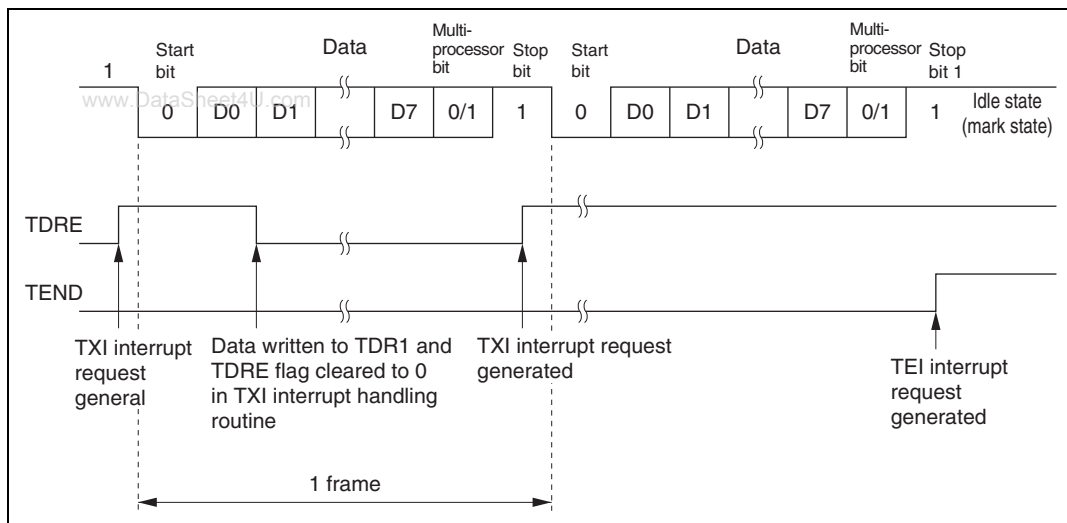 1
Start
bit
Data
Multi-
processor
bit
Stop
bit
Start
bit
Data
Multi-
processor
bit
Stop
bit 1
www.DataSheet4U.com
0 D0 D1 D7 0/1 1 0 D0 D1 D7 0/1 1
Idle state
(mark state)
TDRE
TEND
TXI interrupt
request
general
Data written to TDR1 and
TDRE flag cleared to 0
in TXI interrupt handling
routine
TXI interrupt request
generated
TEI interrupt
request
generated
1 frame